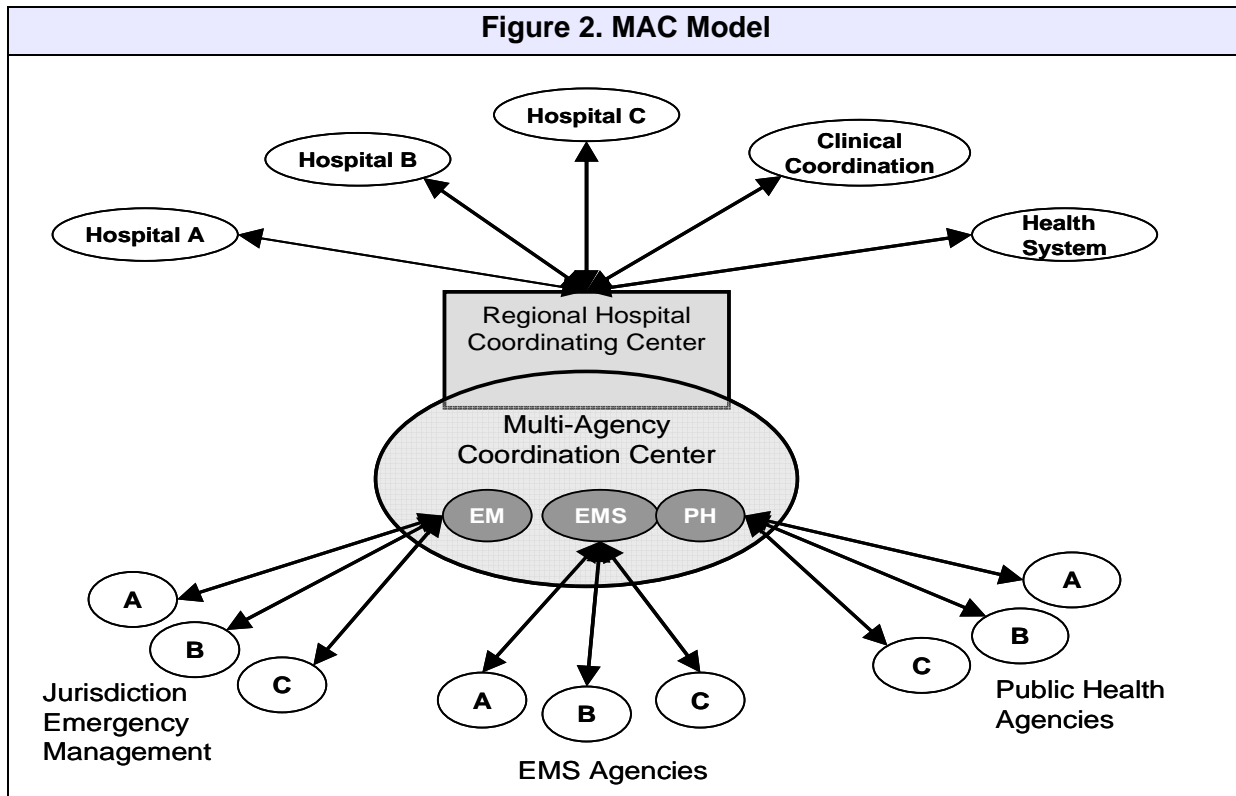 Figure 2. MAC Model
Hospital C
Hospital B
Clinical
Coordination
Hospital A
Health
System
Regional Hospital
Coordinating Center
Multi-Agency
Coordination Center
EM
EMS
PH
A
B
C
Jurisdiction
Emergency
Management
A
B
C
EMS Agencies
A
B
C
Public Health
Agencies